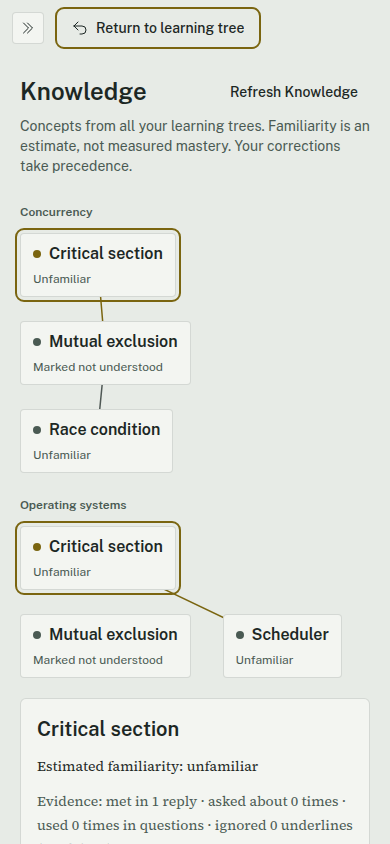 Return to learning tree
Knowledge
Refresh Knowledge
Concepts from all your learning trees. Familiarity is an
estimate, not measured mastery. Your corrections
take precedence.
Concurrency
Critical section
Unfamiliar
Mutual exclusion
Marked not understood
Race condition
Unfamiliar
Operating systems
Critical section
Unfamiliar
Mutual exclusion
Marked not understood
Scheduler
Unfamiliar
Critical section
Estimated familiarity: unfamiliar
Evidence: met in 1 reply · asked about 0 times ·
used 0 times in questions · ignored 0 underlines